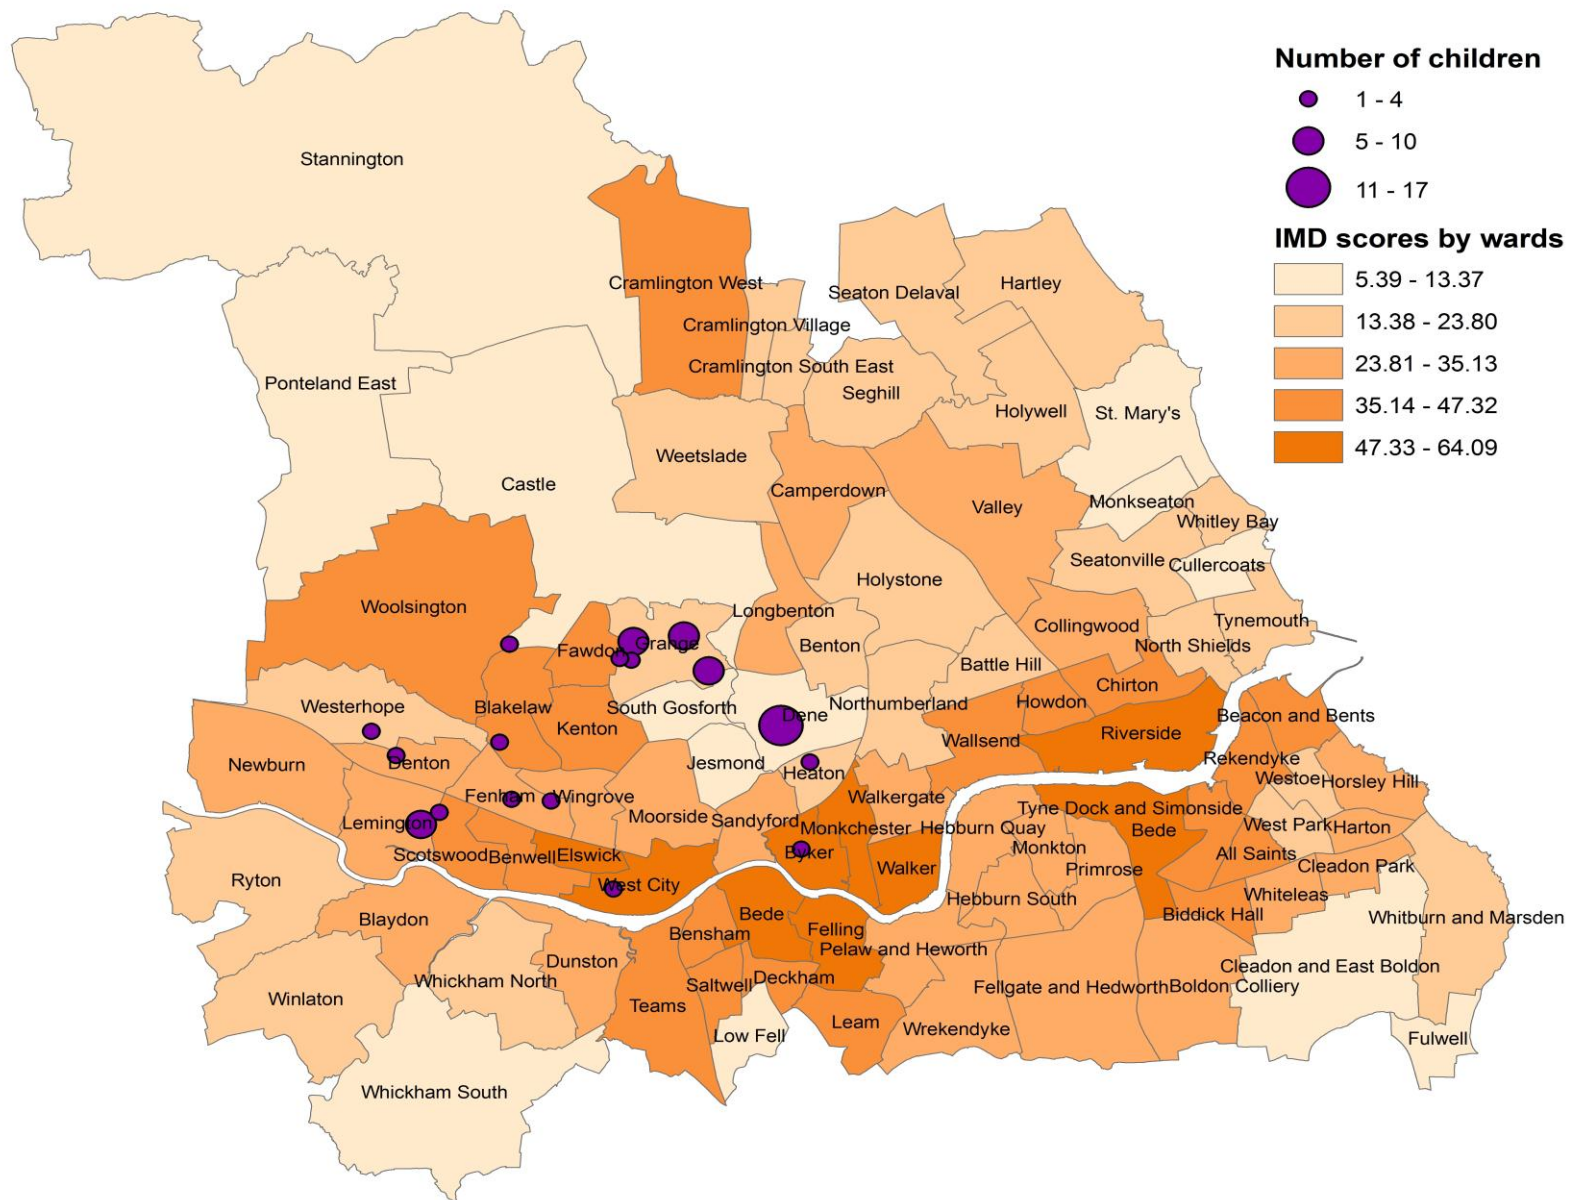 Number of children
1 - 4
5 - 10
11 - 17
IMD scores by wards
5.39 - 13.37
13.38 - 23.80
23.81 - 35.13
35.14 - 47.32
47.33 - 64.09
Stannington
Cramlington West
Seaton Delaval
Hartley
Cramlington Village
Cramlington South East
Ponteland East
Seghill
Holywell
St. Mary's
Weetslade
Castle
Camperdown
Valley
Monkseaton
Whitley Bay
Seatonville
Cullercoats
Holystone
Woolsington
Longbenton
Collingwood
Tynemouth
Fawdon
Grange
Benton
North Shields
Battle Hill
Chirton
Westerhope
Blakelaw
South Gosforth
Northumberland
Howdon
Kenton
Dene
Beacon and Bents
Riverside
Wallsend
Newburn
Denton
Jesmond
Heaton
Rekendyke
Westoe
Horsley Hill
Fenham
Wingrove
Walkergate
Tyne Dock and Simonside
Lemington
Moorside
Sandyford
Monkchester
Hebburn Quay
Bede
West Park
Harton
Scotswood
Benwell
Elswick
Byker
Monkton
All Saints
Walker
Primrose
Cleadon Park
Ryton
West City
Hebburn South
Whiteleas
Blaydon
Bede
Biddick Hall
Whitburn and Marsden
Bensham
Felling
Pelaw and Heworth
Dunston
Cleadon and East Boldon
Whickham North
Saltwell
Deckham
Fellgate and Hedworth
Boldon Colliery
Winlaton
Teams
Leam
Wrekendyke
Low Fell
Fulwell
Whickham South